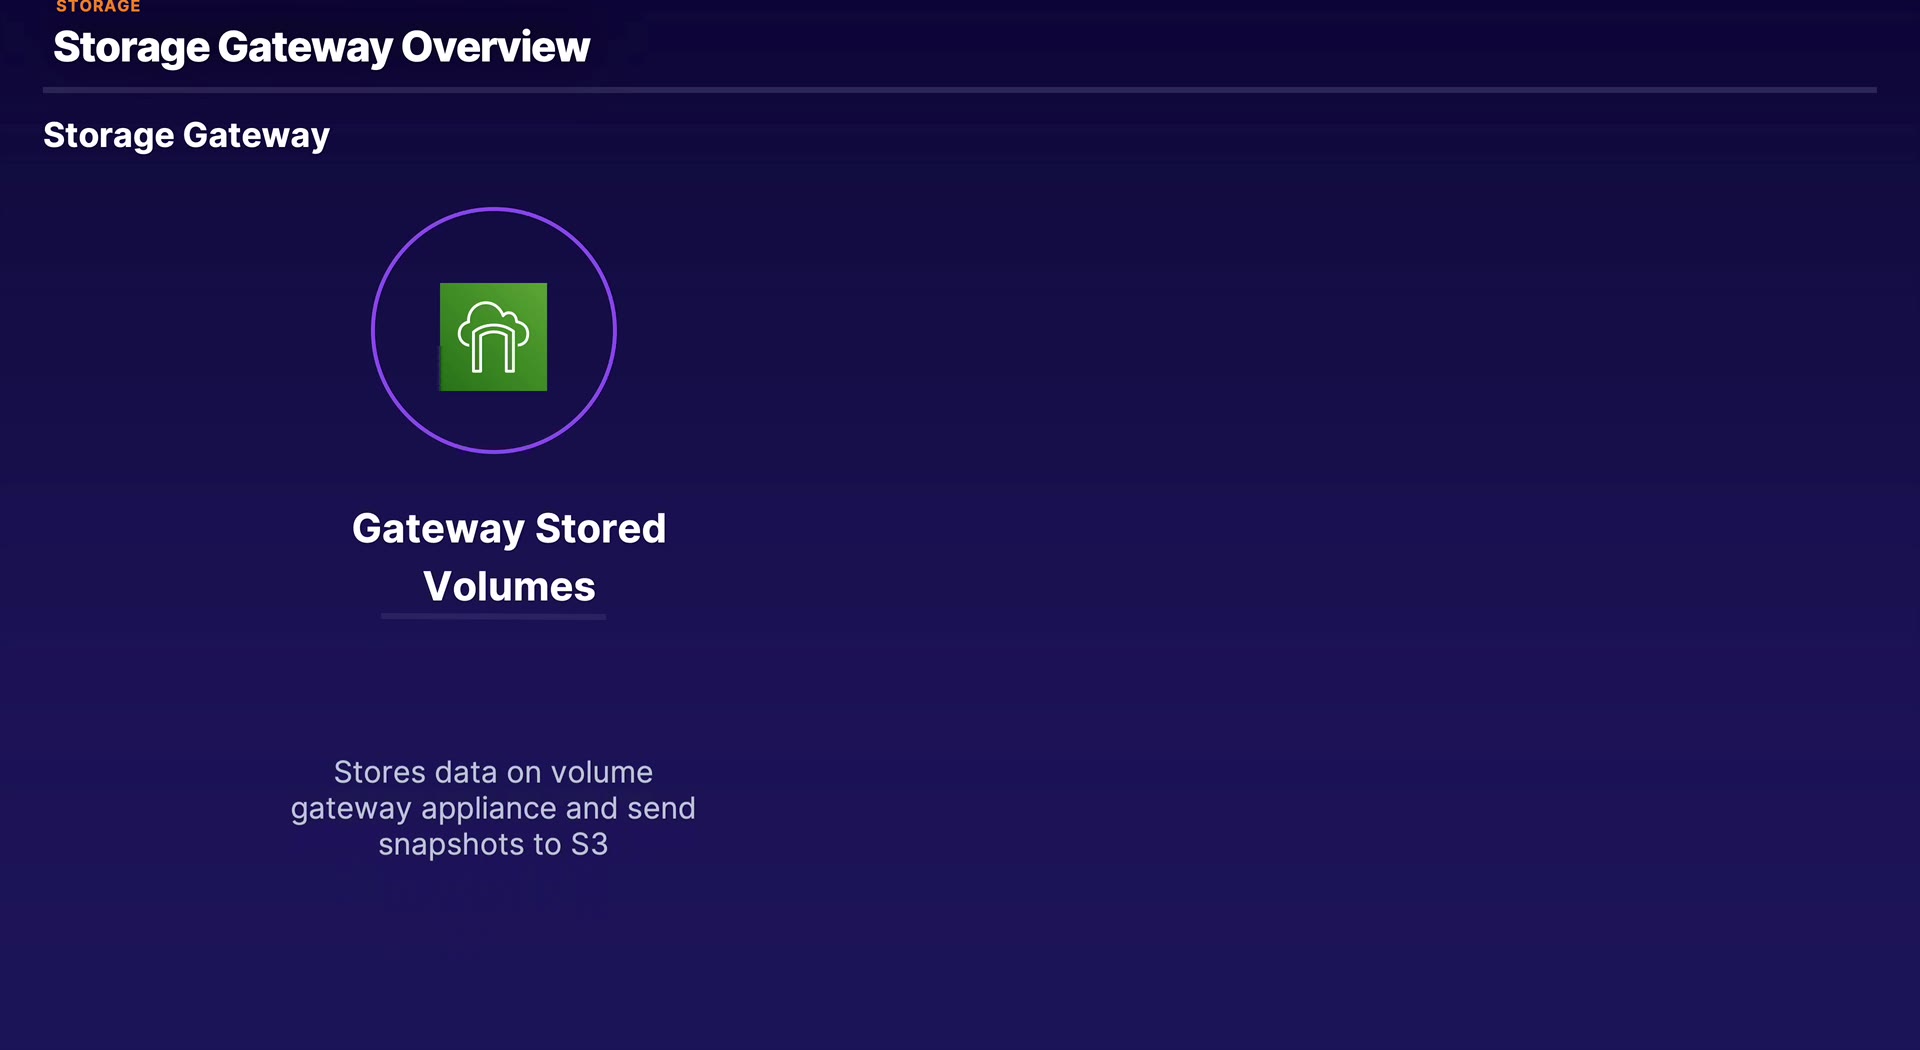 STORAGE
Storage Gateway Overview
Storage Gateway
Gateway Stored
Volumes
Stores data on volume
gateway appliance and send
snapshots to S3